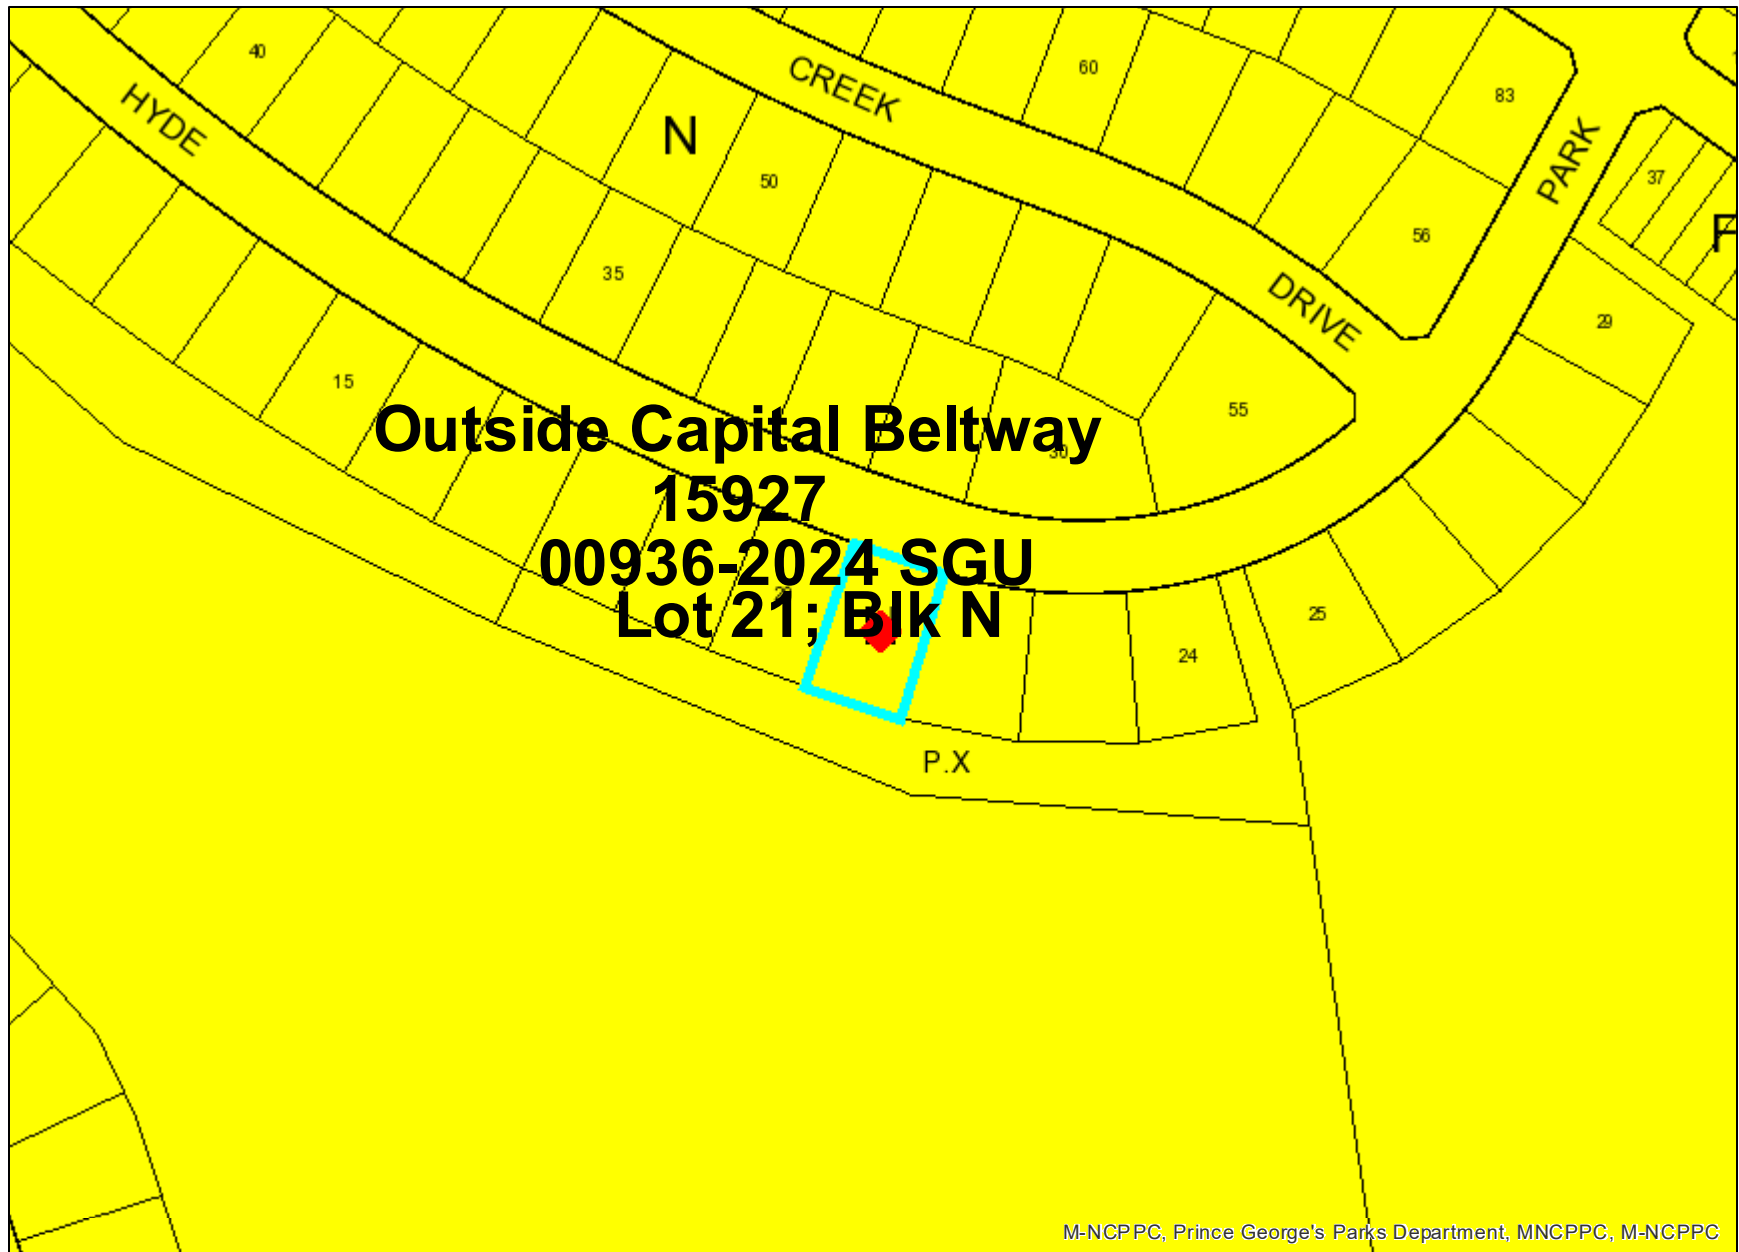 40
60
CREEK
83
HYDE
N
PARK
50
37
F
56
35
DRIVE
29
15
55
Outside Capital Beltway
30
15927
00936-2024 SGU
Lot 21; Blk N
25
24
P.X
M-NCPPC, Prince George's Parks Department, MNCPPC, M-NCPPC